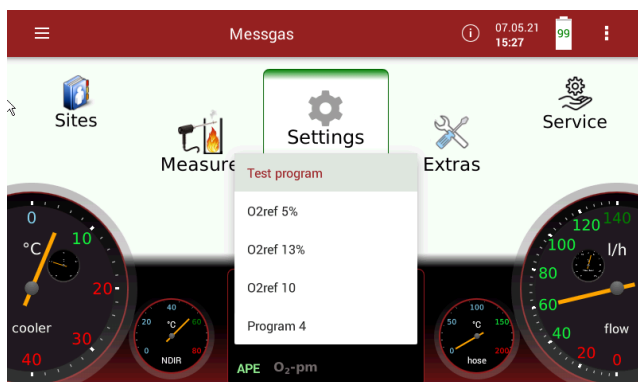 Messgas
07.05.21
15:27
99
Sites
Measure
Settings
Extras
Service
Test program
O2ref 5%
O2ref 13%
O2ref 10
Program 4
0
10
20
30
40
°C
cooler
0
20
40
60
80
°C
NDIR
APE O₂-pm
0
50
100
150
200
°C
hose
140
120
100
80
60
40
20
0
l/h
flow